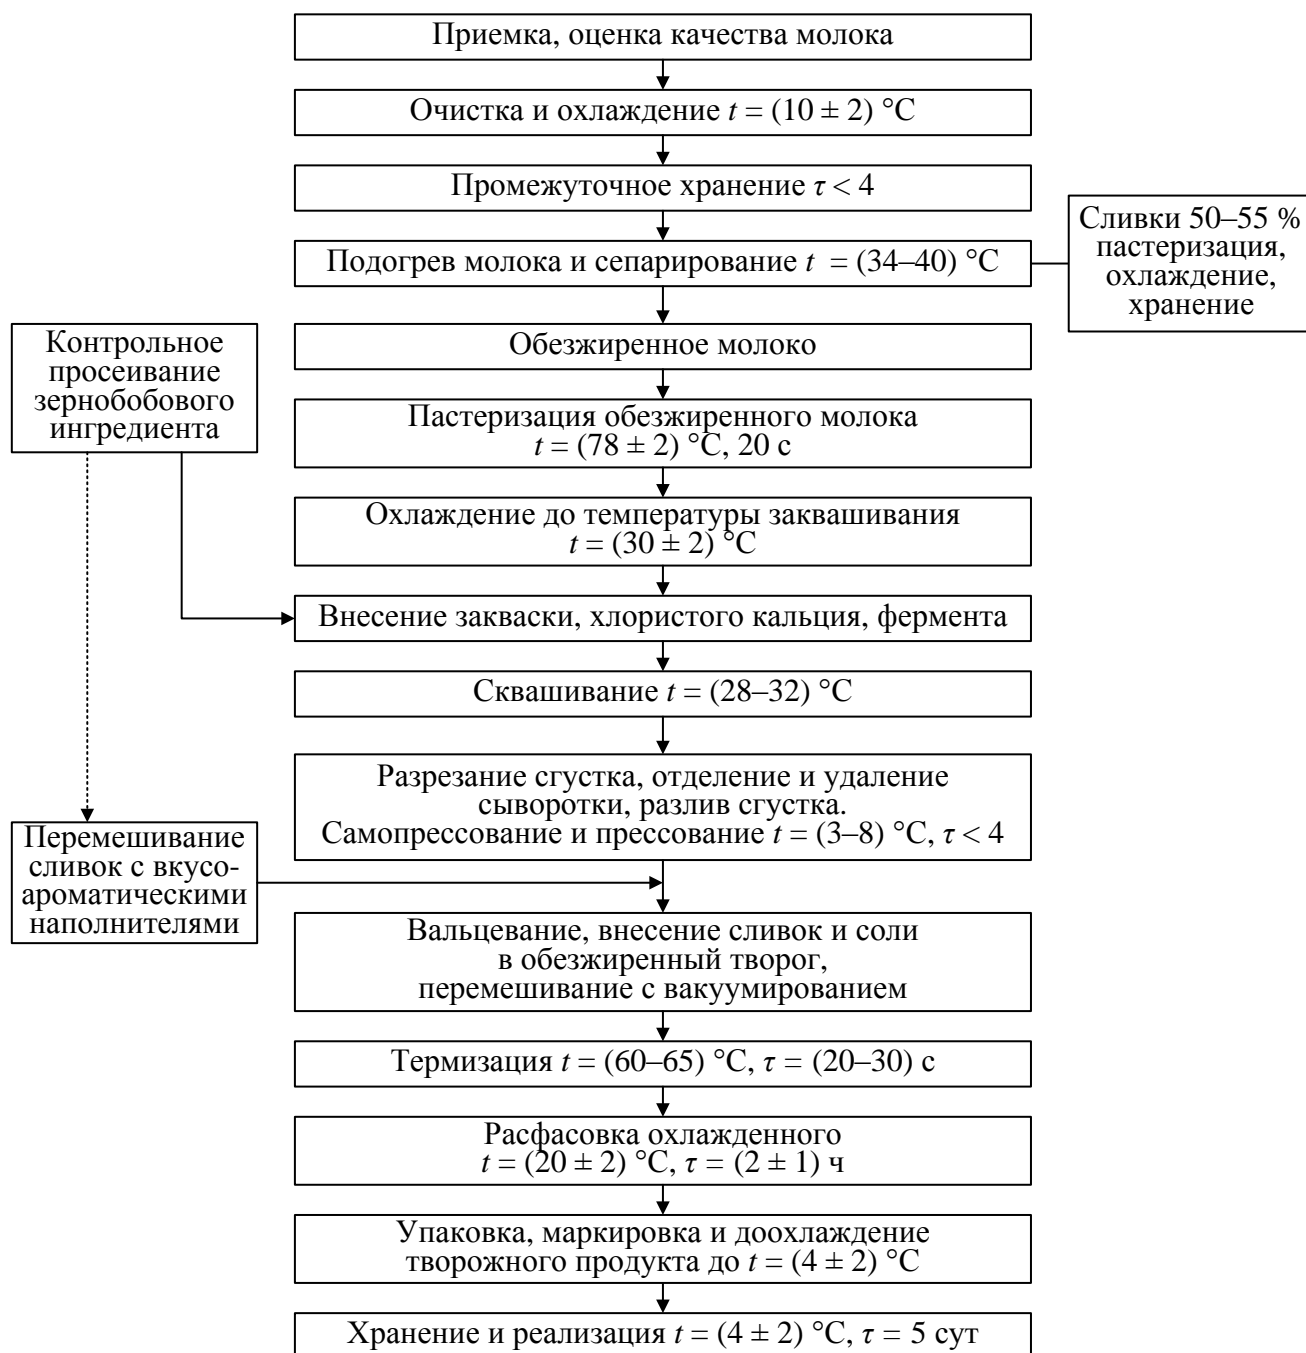 Приемка, оценка качества молока
Очистка и охлаждение t = (10 ± 2) °C
Промежуточное хранение τ < 4
Подогрев молока и сепарирование t = (34–40) °C
Сливки 50–55 %
пастеризация,
охлаждение,
хранение
Обезжиренное молоко
Контрольное
просеивание
зернобобового
ингредиента
Пастеризация обезжиренного молока
t = (78 ± 2) °C, 20 с
Охлаждение до температуры заквашивания
t = (30 ± 2) °C
Внесение закваски, хлористого кальция, фермента
Сквашивание t = (28–32) °C
Разрезание сгустка, отделение и удаление
сыворотки, разлив сгустка.
Самопрессование и прессование t = (3–8) °C, τ < 4
Перемешивание
сливок с вкусо-
ароматическими
наполнителями
Вальцевание, внесение сливок и соли
в обезжиренный творог,
перемешивание с вакуумированием
Термизация t = (60–65) °C, τ = (20–30) с
Расфасовка охлажденного
t = (20 ± 2) °C, τ = (2 ± 1) ч
Упаковка, маркировка и доохлаждение
творожного продукта до t = (4 ± 2) °C
Хранение и реализация t = (4 ± 2) °C, τ = 5 сут